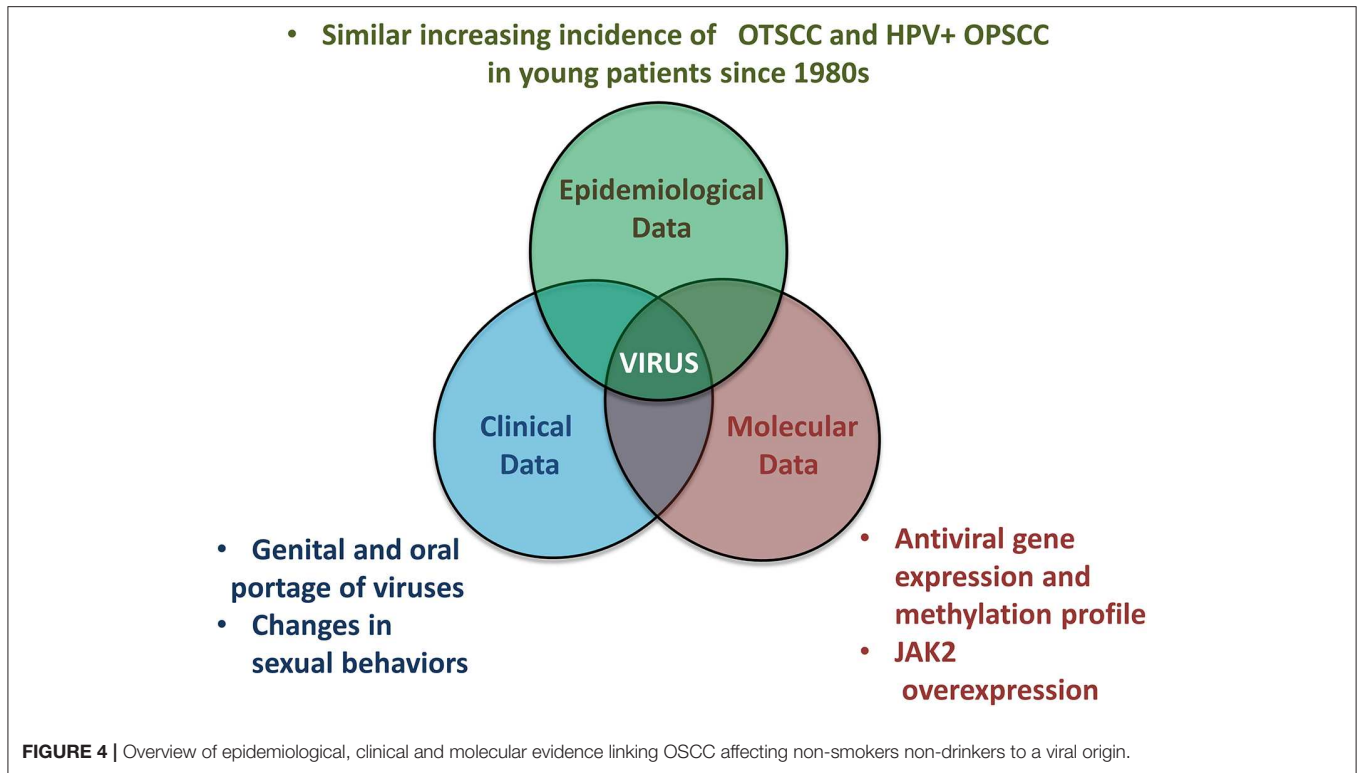 • Similar increasing incidence of OTSCC and HPV+ OPSCC
in young patients since 1980s
Epidemiological
Data
VIRUS
Clinical
Data
Molecular
Data
• Genital and oral
portage of viruses
• Changes in
sexual behaviors
• Antiviral gene
expression and
methylation profile
• JAK2
overexpression
FIGURE 4 | Overview of epidemiological, clinical and molecular evidence linking OSCC affecting non-smokers non-drinkers to a viral origin.